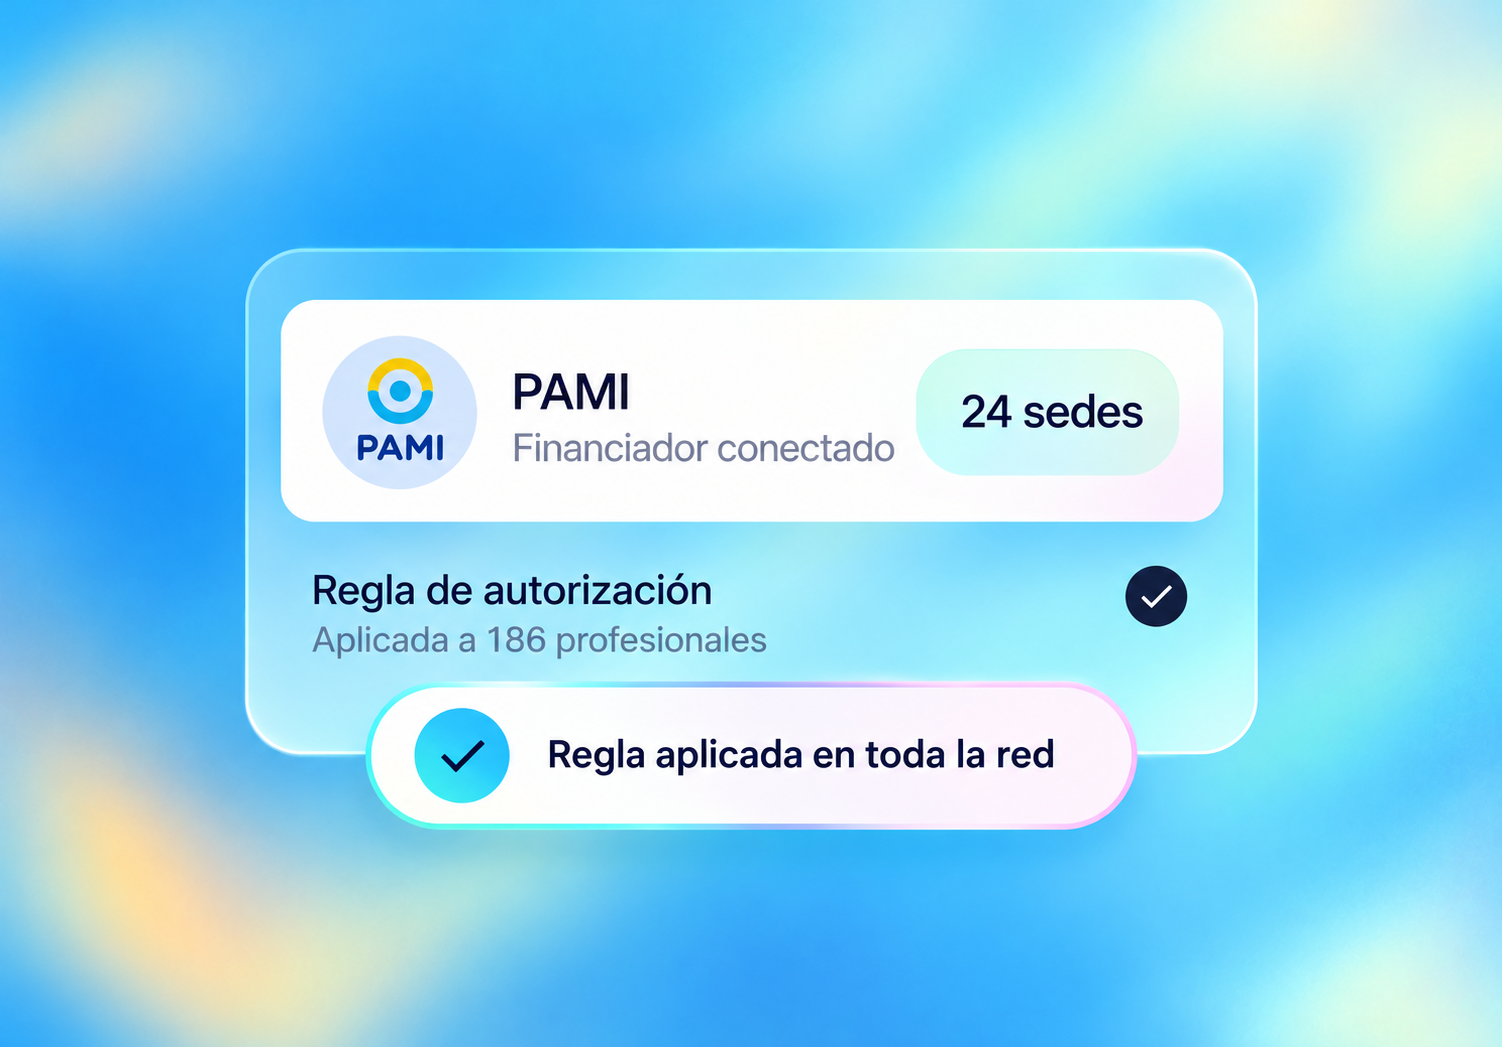 PAMI
PAMI
Financiador conectado
24 sedes
Regla de autorización
Aplicada a 186 profesionales
Regla aplicada en toda la red